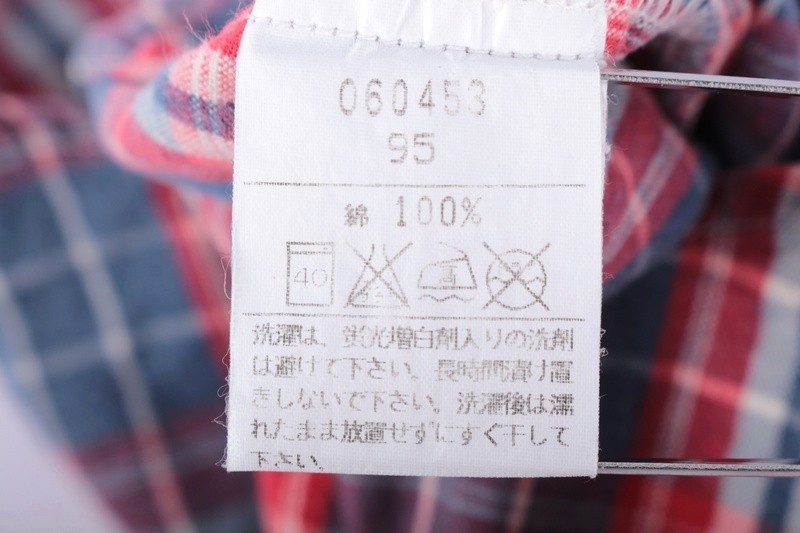 060453
95
綿 100%
40
洗濯は、蛍光増白剤入りの洗剤
は避けて下さい。長時間漬け置
きしないで下さい。洗濯後は濡
れたまま放置せずにすぐ干して
下さい。